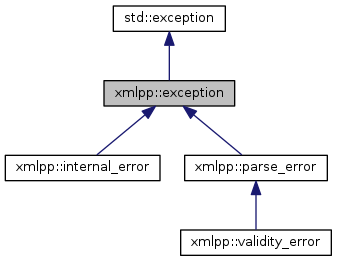 std::exception
xmlpp::exception
xmlpp::internal_error
xmlpp::parse_error
xmlpp::validity_error